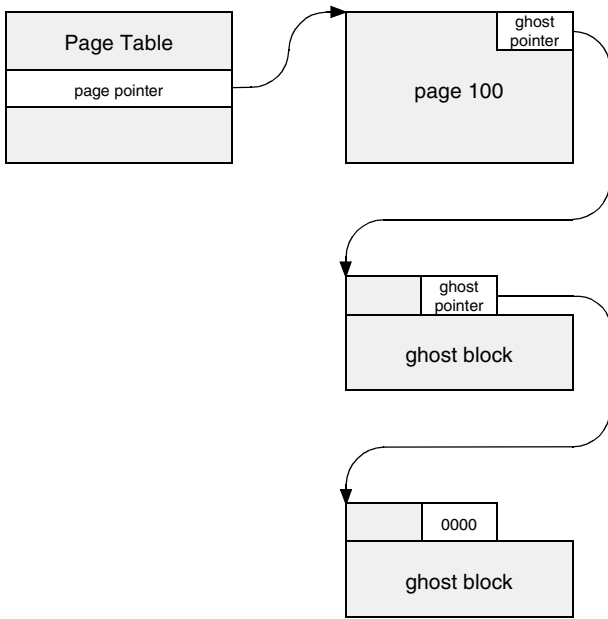 Page Table
page pointer
ghost
pointer
page 100
ghost
pointer
ghost block
0000
ghost block